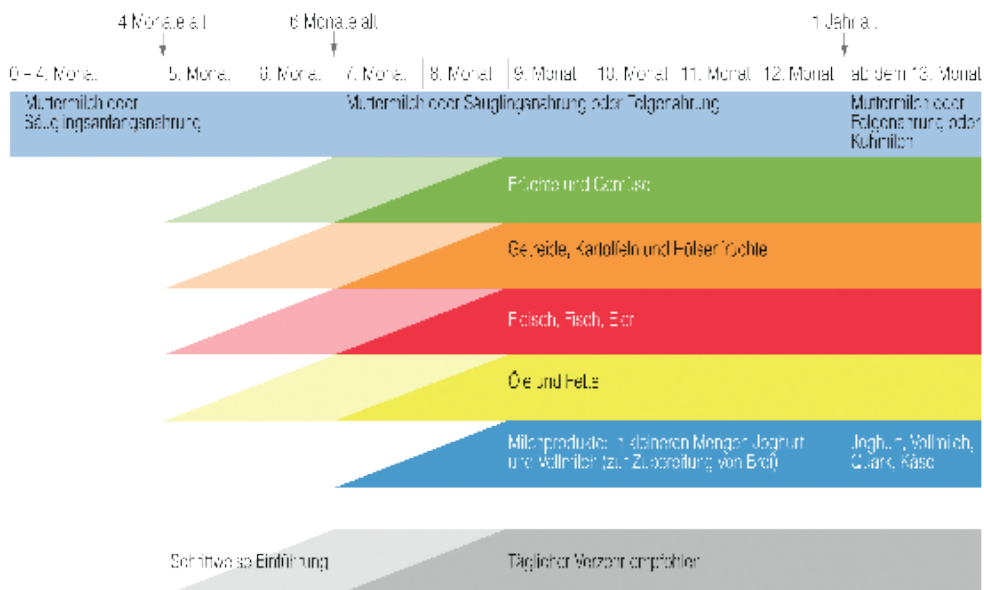 4 Monate alt
6 Monate alt
1 Jahr alt
0 – 4. Monat
5. Monat
6. Monat
7. Monat
8. Monat
9. Monat
10. Monat
11. Monat
12. Monat
ab dem 13. Monat
Muttermilch oder
Säuglingsanfangsnahrung
Muttermilch oder Säuglingsnahrung oder Folgenahrung
Muttermilch oder
Folgenahrung oder
Kuhmilch
Früchte und Gemüse
Getreide, Kartoffeln und Hülsenfrüchte
Fleisch, Fisch, Eier
Öle und Fette
Milchprodukte: in kleineren Mengen Joghurt
und Vollmilch (zur Zubereitung von Brei)
Joghurt, Vollmilch,
Quark, Käse
Schrittweise Einführung
Täglicher Verzehr empfohlen